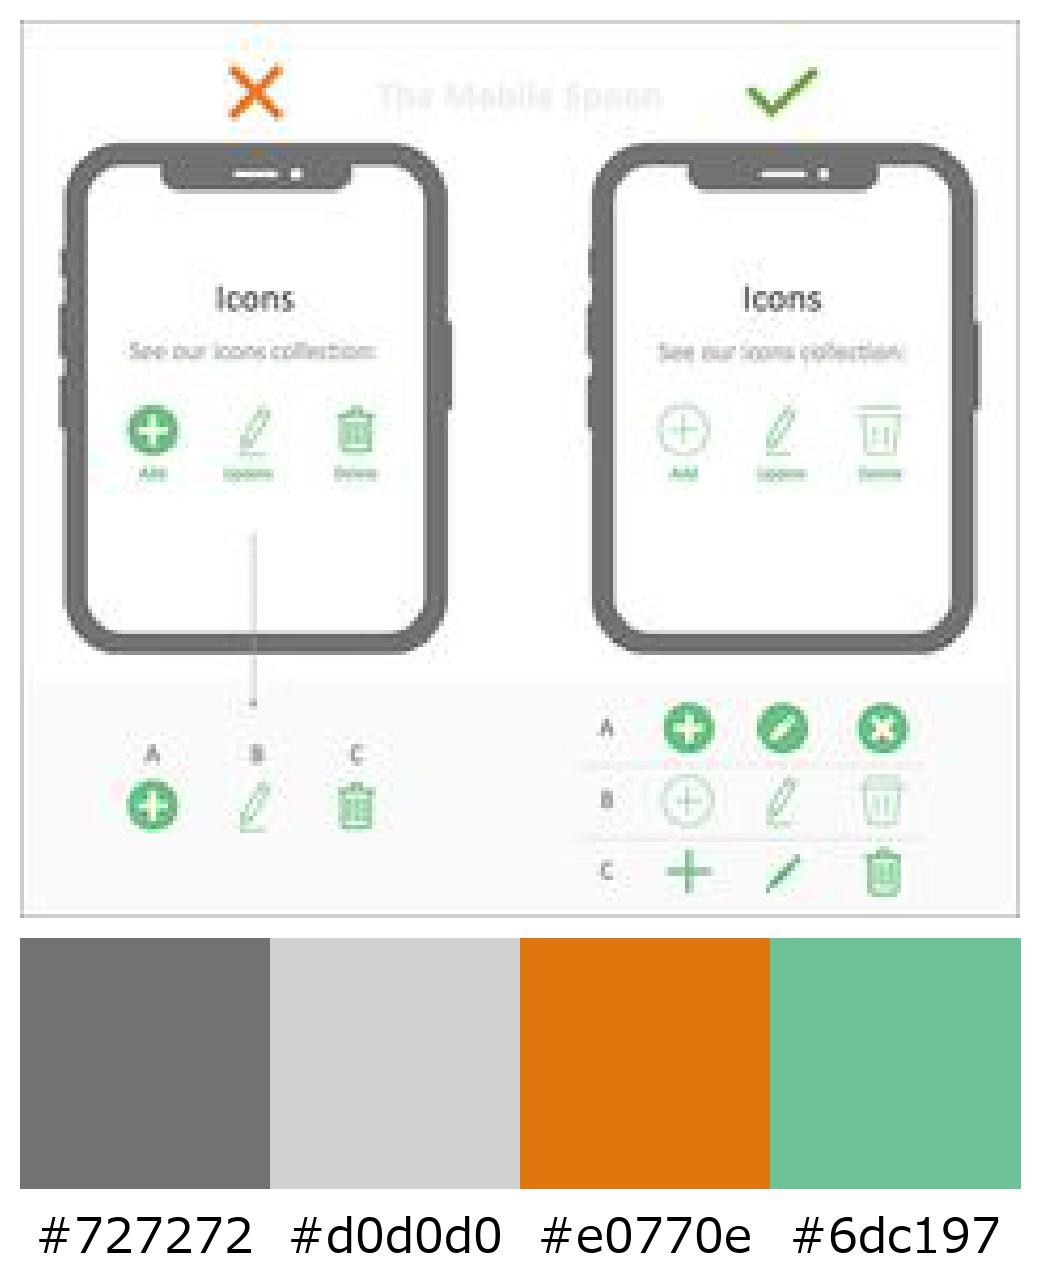 The Mobile Spoon
Icons
See our icons collection:
Add Update Delete
Icons
See our icons collection:
Add Update Delete
A B C
A
B
C
#727272 #d0d0d0 #e0770e #6dc197